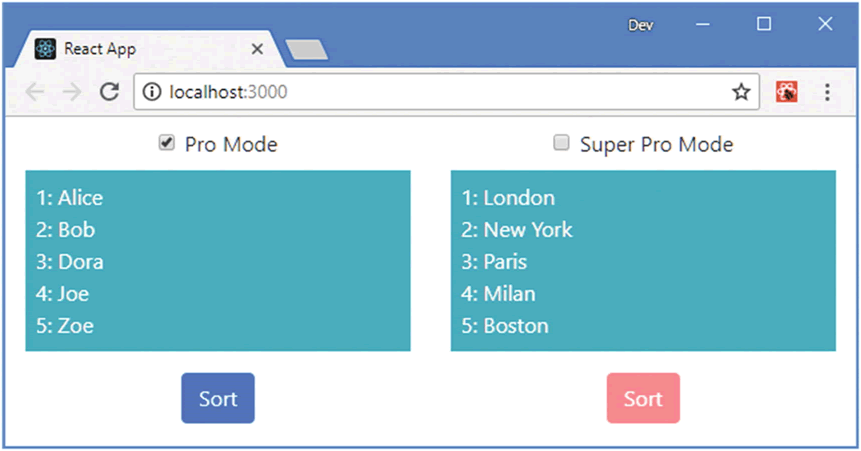 Dev
React App
localhost:3000
Pro Mode
1: Alice
2: Bob
3: Dora
4: Joe
5: Zoe
Sort
Super Pro Mode
1: London
2: New York
3: Paris
4: Milan
5: Boston
Sort